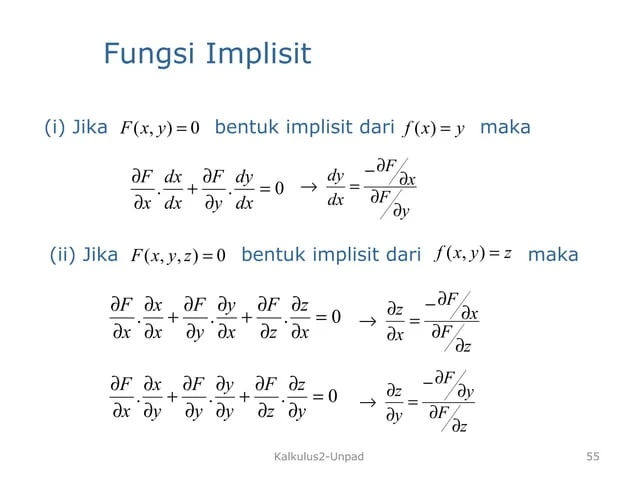 Fungsi Implisit
(i) Jika F(x, y) = 0 bentuk implisit dari f(x) = y maka
∂F/∂x . dx/dx + ∂F/∂y . dy/dx = 0 → dy/dx = (−∂F/∂x)/(∂F/∂y)
(ii) Jika F(x, y, z) = 0 bentuk implisit dari f(x, y) = z maka
∂F/∂x . ∂x/∂x + ∂F/∂y . ∂y/∂x + ∂F/∂z . ∂z/∂x = 0 → ∂z/∂x = (−∂F/∂x)/(∂F/∂z)
∂F/∂x . ∂x/∂y + ∂F/∂y . ∂y/∂y + ∂F/∂z . ∂z/∂y = 0 → ∂z/∂y = (−∂F/∂y)/(∂F/∂z)
Kalkulus2-Unpad 55